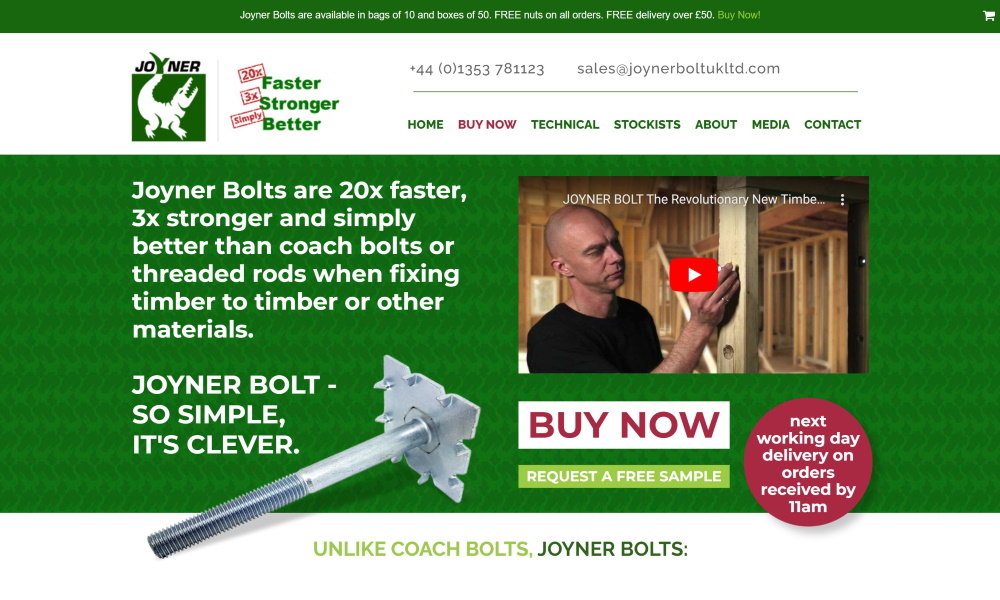 Joyner Bolts are available in bags of 10 and boxes of 50. FREE nuts on all orders. FREE delivery over £50. Buy Now!
JOYNER
20x Faster
3x Stronger
Simply Better
+44 (0)1353 781123
sales@joynerboltukltd.com
HOME
BUY NOW
TECHNICAL
STOCKISTS
ABOUT
MEDIA
CONTACT
Joyner Bolts are 20x faster,
3x stronger and simply
better than coach bolts or
threaded rods when fixing
timber to timber or other
materials.
JOYNER BOLT -
SO SIMPLE,
IT'S CLEVER.
JOYNER BOLT The Revolutionary New Timbe...
BUY NOW
REQUEST A FREE SAMPLE
next
working day
delivery on
orders
received by
11am
UNLIKE COACH BOLTS, JOYNER BOLTS: